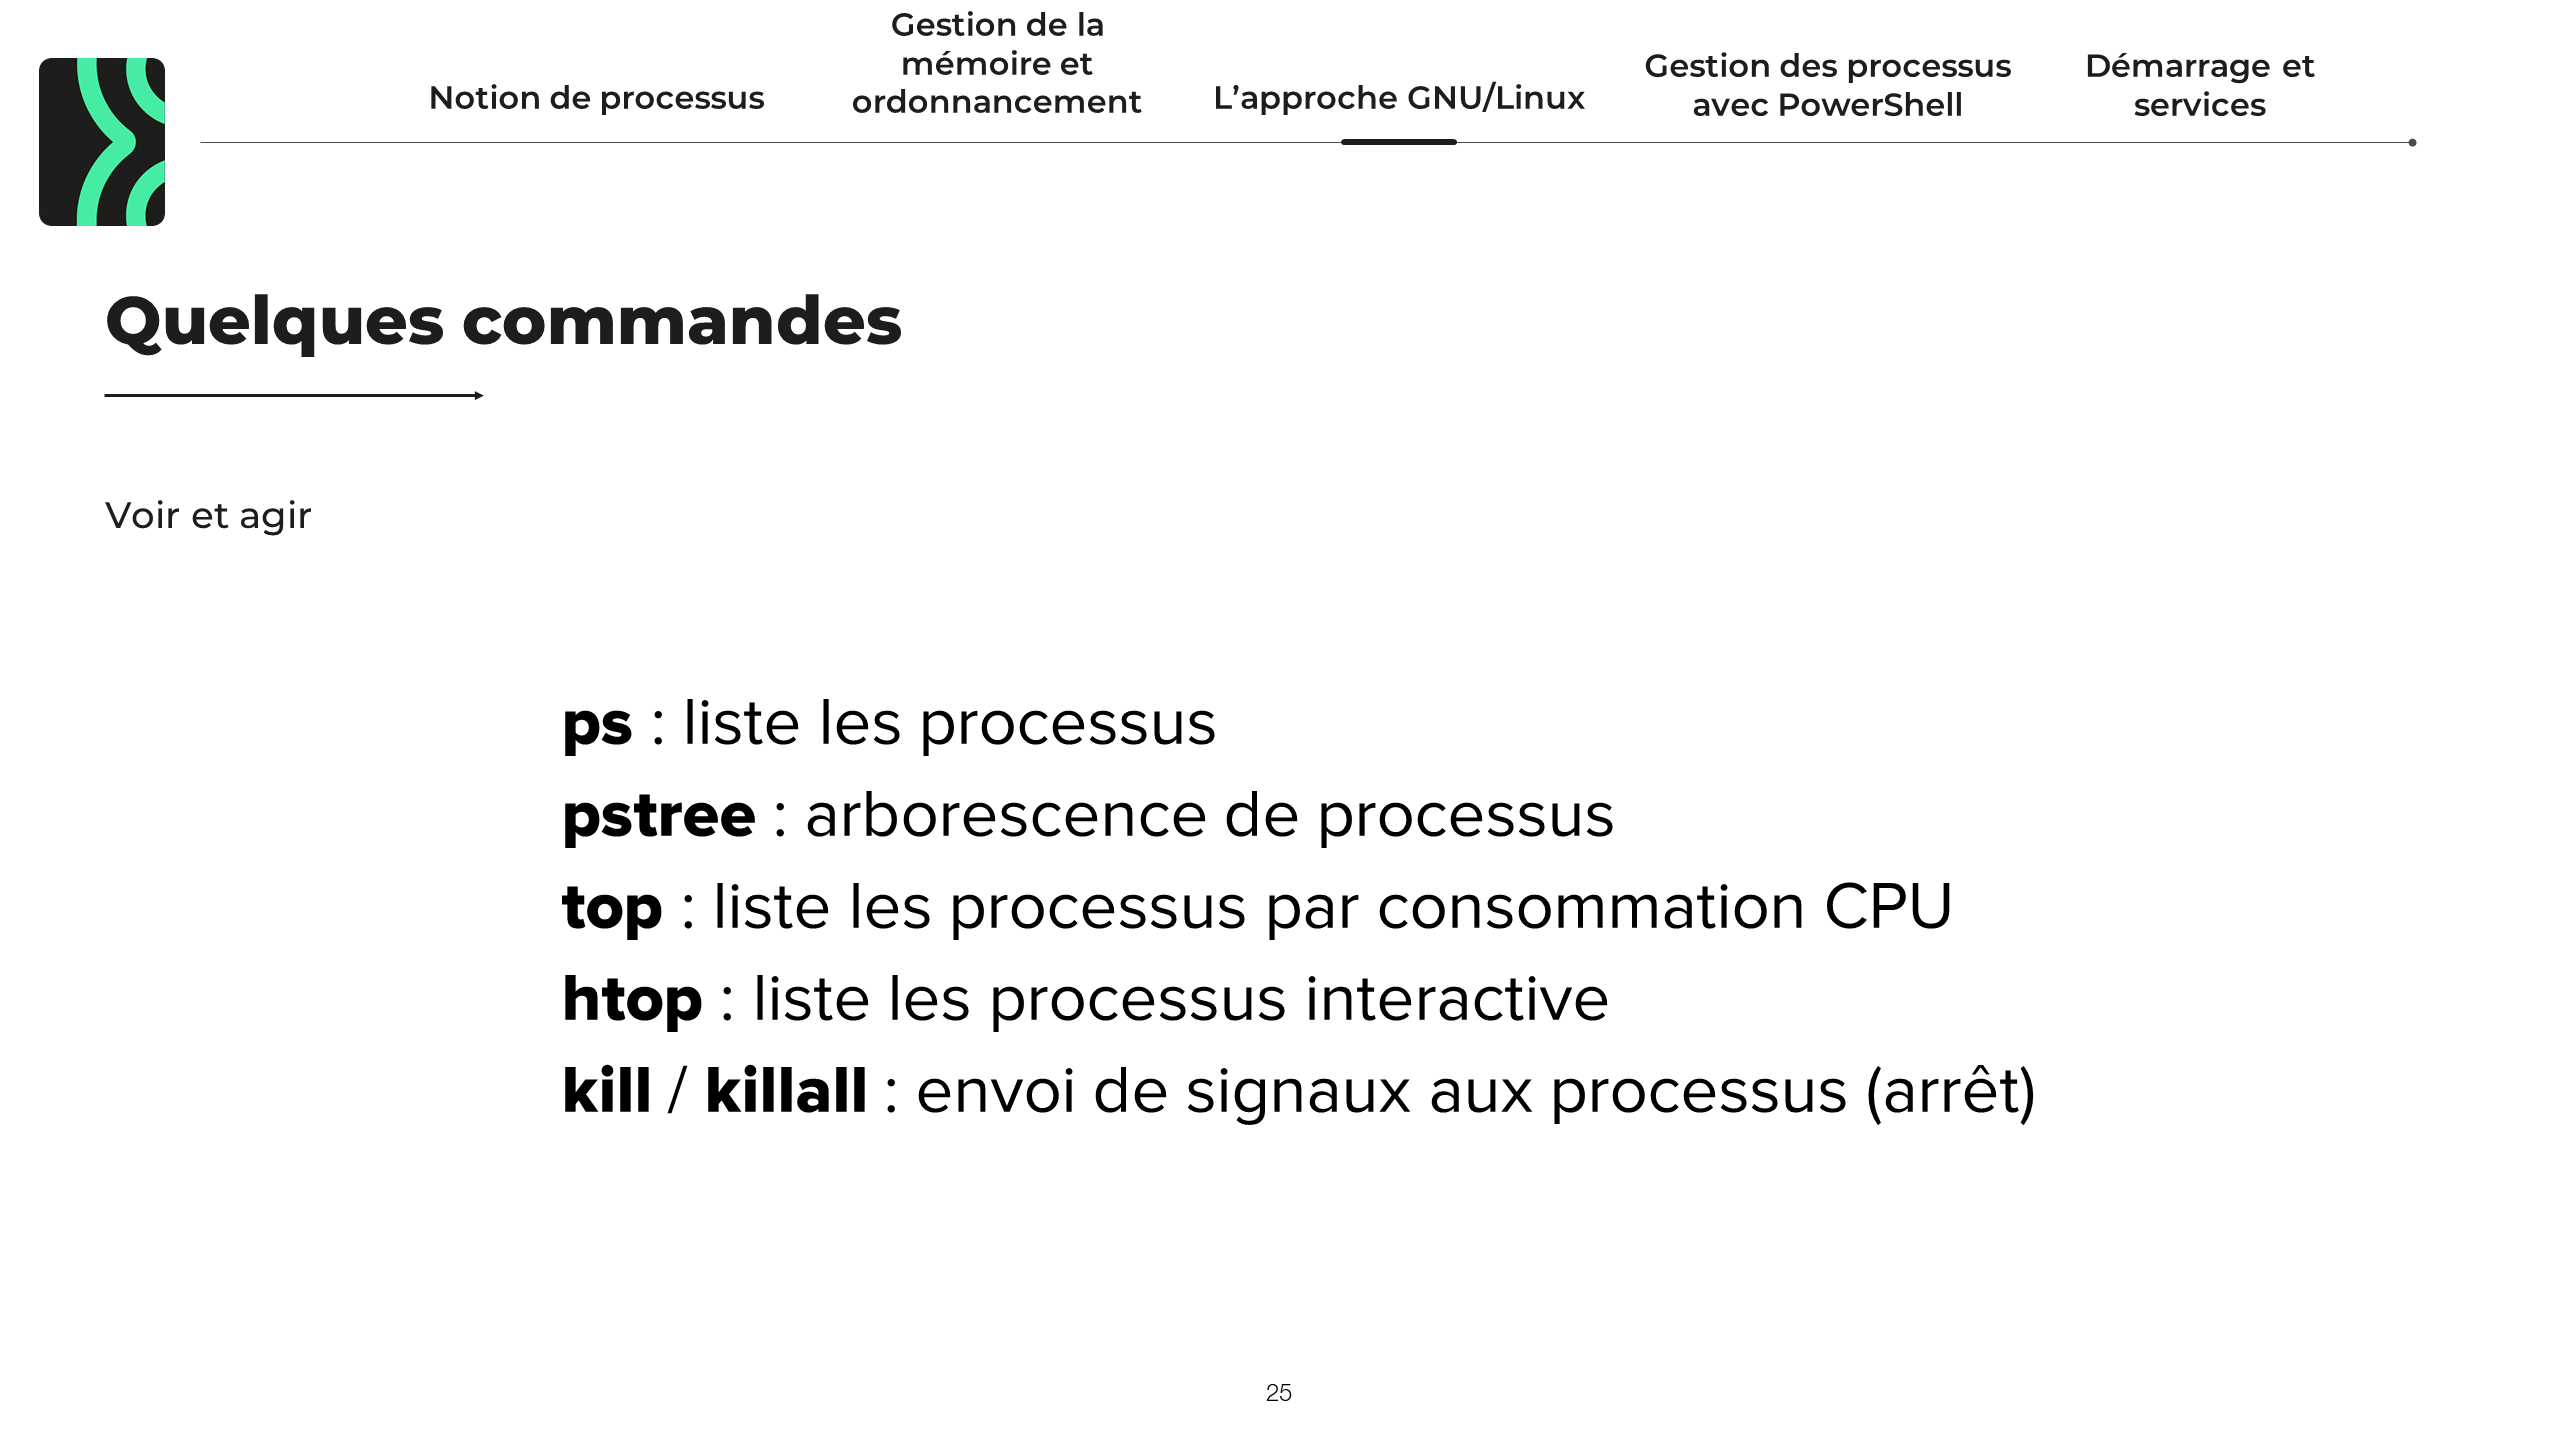 Notion de processus
Gestion de la
mémoire et
ordonnancement
L’approche GNU/Linux
Gestion des processus
avec PowerShell
Démarrage et
services
Quelques commandes
Voir et agir
ps : liste les processus
pstree : arborescence de processus
top : liste les processus par consommation CPU
htop : liste les processus interactive
kill / killall : envoi de signaux aux processus (arrêt)
25